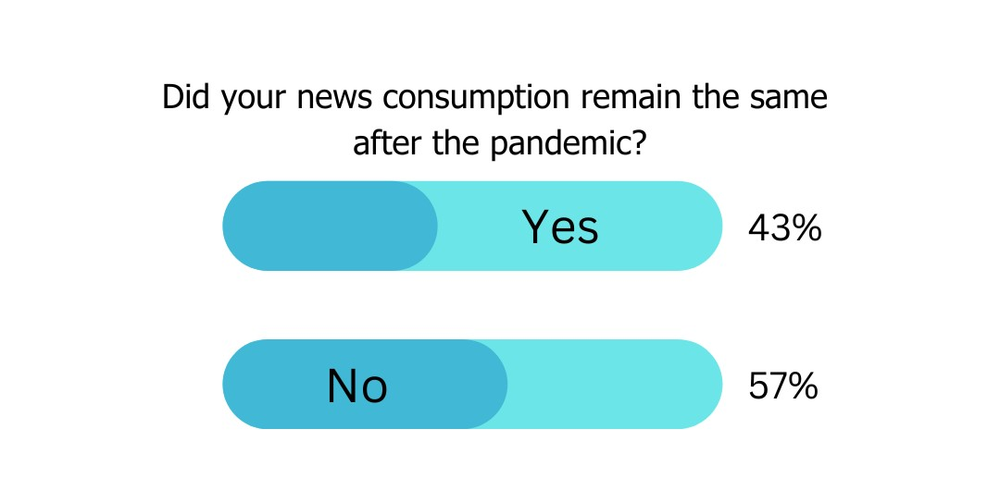 Did your news consumption remain the same
after the pandemic?
Yes 43%
No 57%